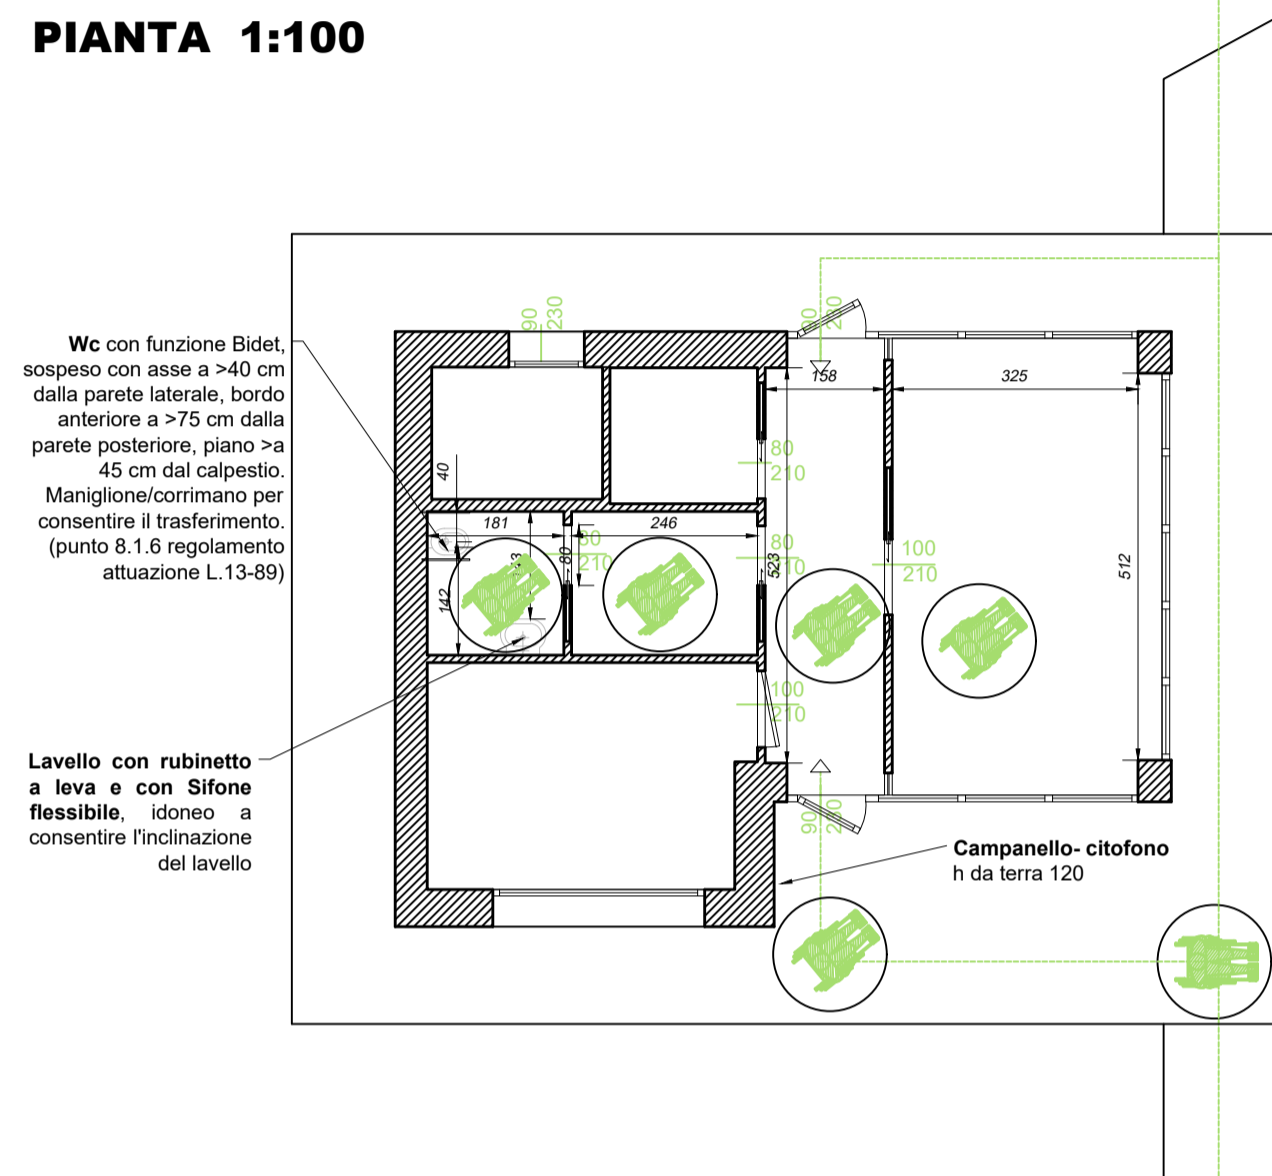 PIANTA 1:100
90
230
90
230
Wc con funzione Bidet,
sospeso con asse a >40 cm
dalla parete laterale, bordo
anteriore a >75 cm dalla
parete posteriore, piano >a
45 cm dal calpestio.
Maniglione/corrimano per
consentire il trasferimento.
(punto 8.1.6 regolamento
attuazione L.13-89)
158
325
80
210
40
181
246
80
210
80
80
210
523
100
210
512
142
100
210
Lavello con rubinetto
a leva e con Sifone
flessibile, idoneo a
consentire l'inclinazione
del lavello
90
230
Campanello- citofono
h da terra 120